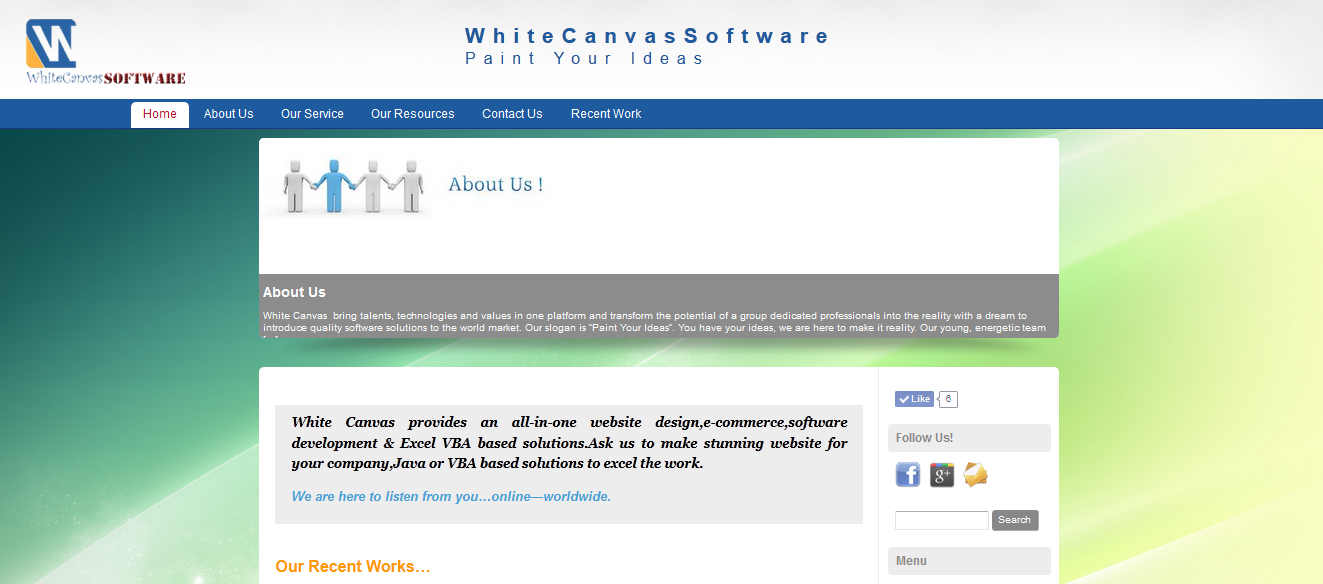 W
WhiteCanvasSOFTWARE
WhiteCanvasSoftware
Paint Your Ideas
Home About Us Our Service Our Resources Contact Us Recent Work
About Us !
About Us
White Canvas bring talents, technologies and values in one platform and transform the potential of a group dedicated professionals into the reality with a dream to
introduce quality software solutions to the world market. Our slogan is “Paint Your Ideas”. You have your ideas, we are here to make it reality. Our young, energetic team
White Canvas provides an all-in-one website design,e-commerce,software
development & Excel VBA based solutions.Ask us to make stunning website for
your company,Java or VBA based solutions to excel the work.
We are here to listen from you…online—worldwide.
Our Recent Works…
Like 6
Follow Us!
f g+
Search
Menu